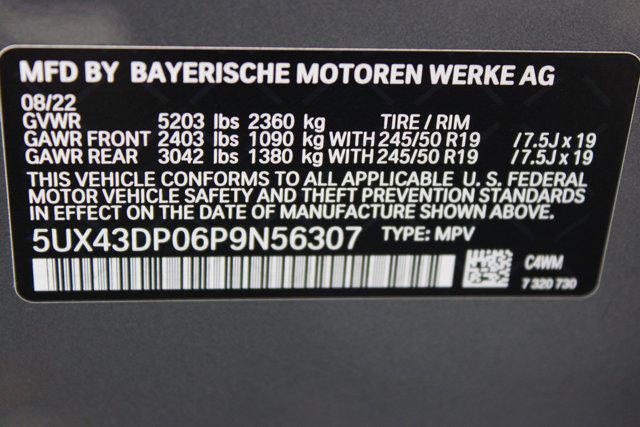 MFD BY BAYERISCHE MOTOREN WERKE AG
08/22
GVWR 5203 lbs 2360 kg TIRE / RIM
GAWR FRONT 2403 lbs 1090 kg WITH 245/50 R19 / 7.5J x 19
GAWR REAR 3042 lbs 1380 kg WITH 245/50 R19 / 7.5J x 19
THIS VEHICLE CONFORMS TO ALL APPLICABLE U. S. FEDERAL
MOTOR VEHICLE SAFETY AND THEFT PREVENTION STANDARDS
IN EFFECT ON THE DATE OF MANUFACTURE SHOWN ABOVE.
5UX43DP06P9N56307 TYPE: MPV
C4WM
7 320 730